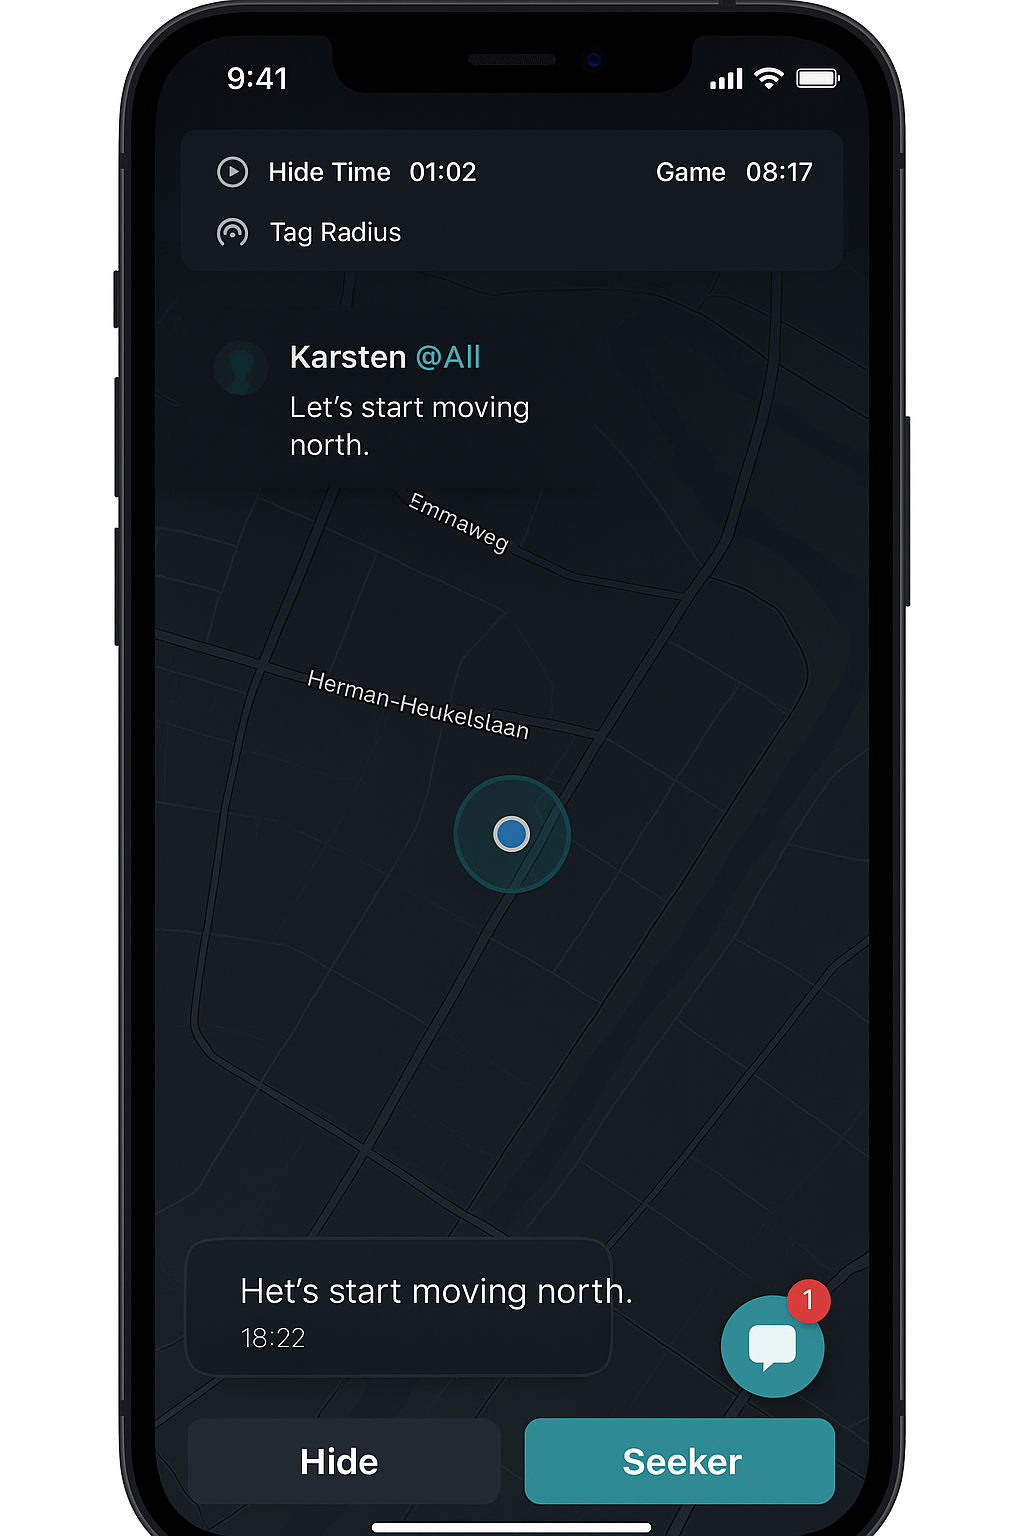 9:41
Hide Time 01:02 Game 08:17
Tag Radius
Karsten @All
Let's start moving
north.
Emmaweg
Herman-Heukelslaan
Het's start moving north.
18:22
1
Hide Seeker